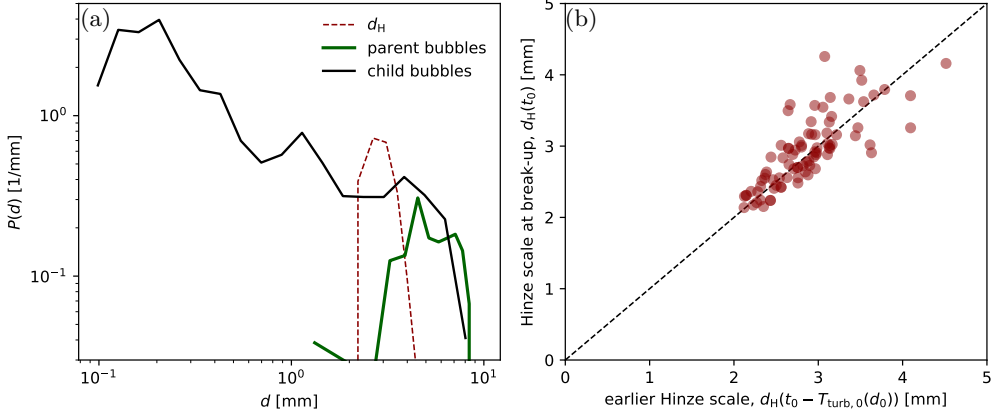 (a)
d_H
parent bubbles
child bubbles
P(d) [1/mm]
10^0
10^−1
10^−1
10^0
10^1
d [mm]
(b)
Hinze scale at break-up, d_H(t_0) [mm]
5
4
3
2
1
0
0
1
2
3
4
5
earlier Hinze scale, d_H(t_0 − T_turb,0(d_0)) [mm]